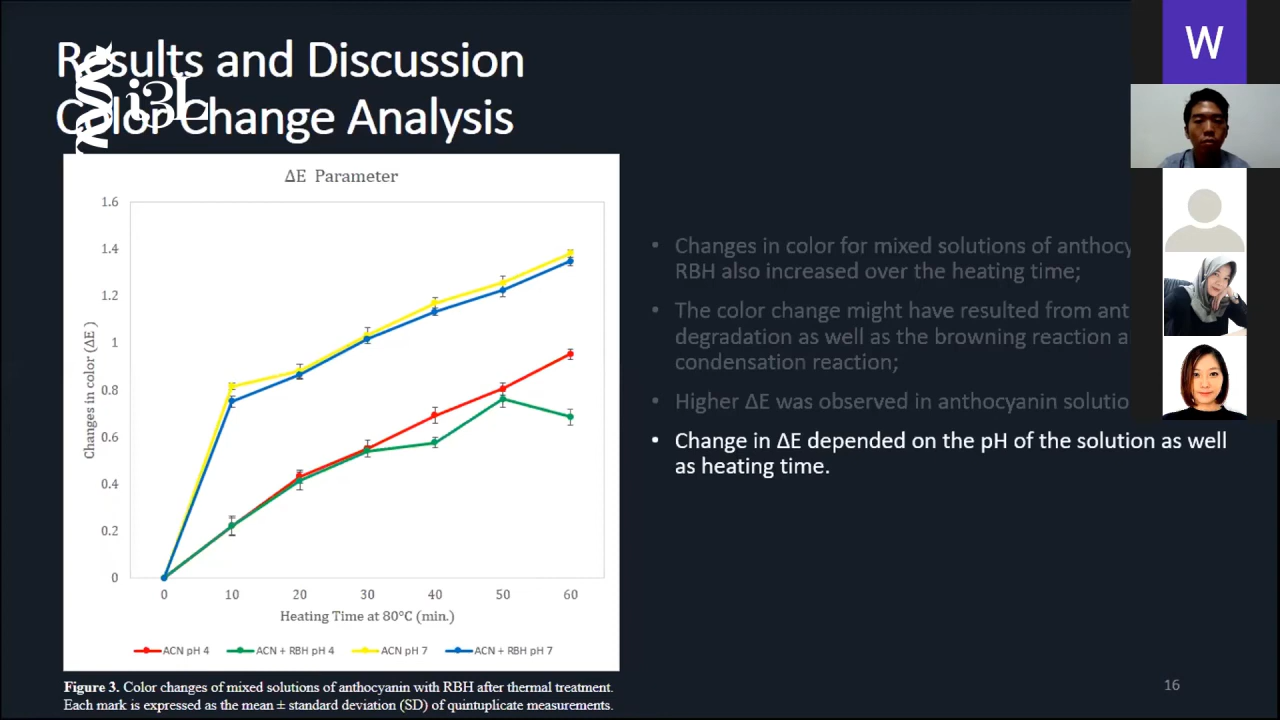 Results and Discussion
Color Change Analysis
i3L
W
ΔE Parameter
1.6
1.4
1.2
1
0.8
0.6
0.4
0.2
0
Changes in color (ΔE )
0 10 20 30 40 50 60
Heating Time at 80°C (min.)
ACN pH 4 ACN + RBH pH 4 ACN pH 7 ACN + RBH pH 7
Figure 3. Color changes of mixed solutions of anthocyanin with RBH after thermal treatment.
Each mark is expressed as the mean ± standard deviation (SD) of quintuplicate measurements.
• Changes in color for mixed solutions of
RBH also increased over the heating time;
• The color change might have resulted from
degradation as well as the browning reaction
condensation reaction;
• Higher ΔE was observed in anthocyanin
• Change in ΔE depended on the pH of the solution as well
as heating time.
16